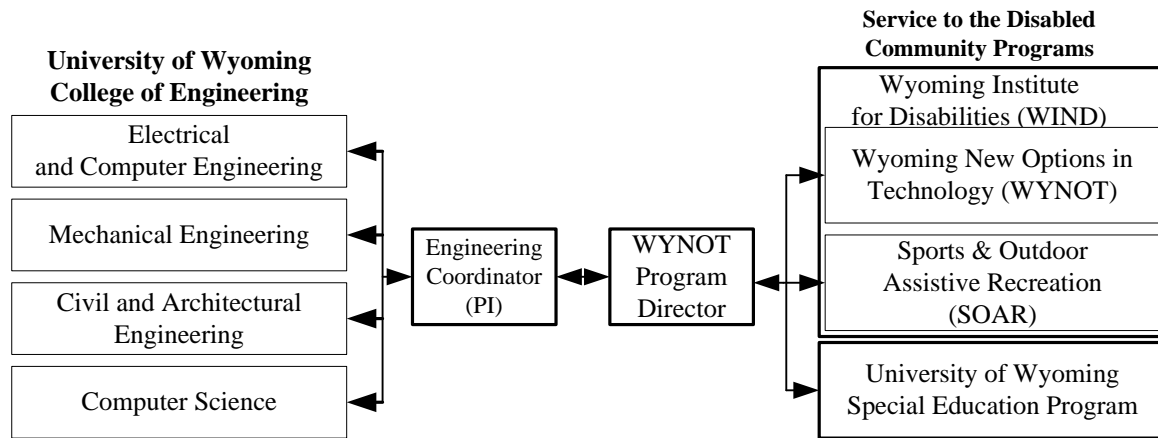 University of Wyoming
College of Engineering
Electrical
and Computer Engineering
Mechanical Engineering
Civil and Architectural
Engineering
Computer Science
Engineering
Coordinator
(PI)
WYNOT
Program
Director
Service to the Disabled
Community Programs
Wyoming Institute
for Disabilities (WIND)
Wyoming New Options in
Technology (WYNOT)
Sports & Outdoor
Assistive Recreation
(SOAR)
University of Wyoming
Special Education Program